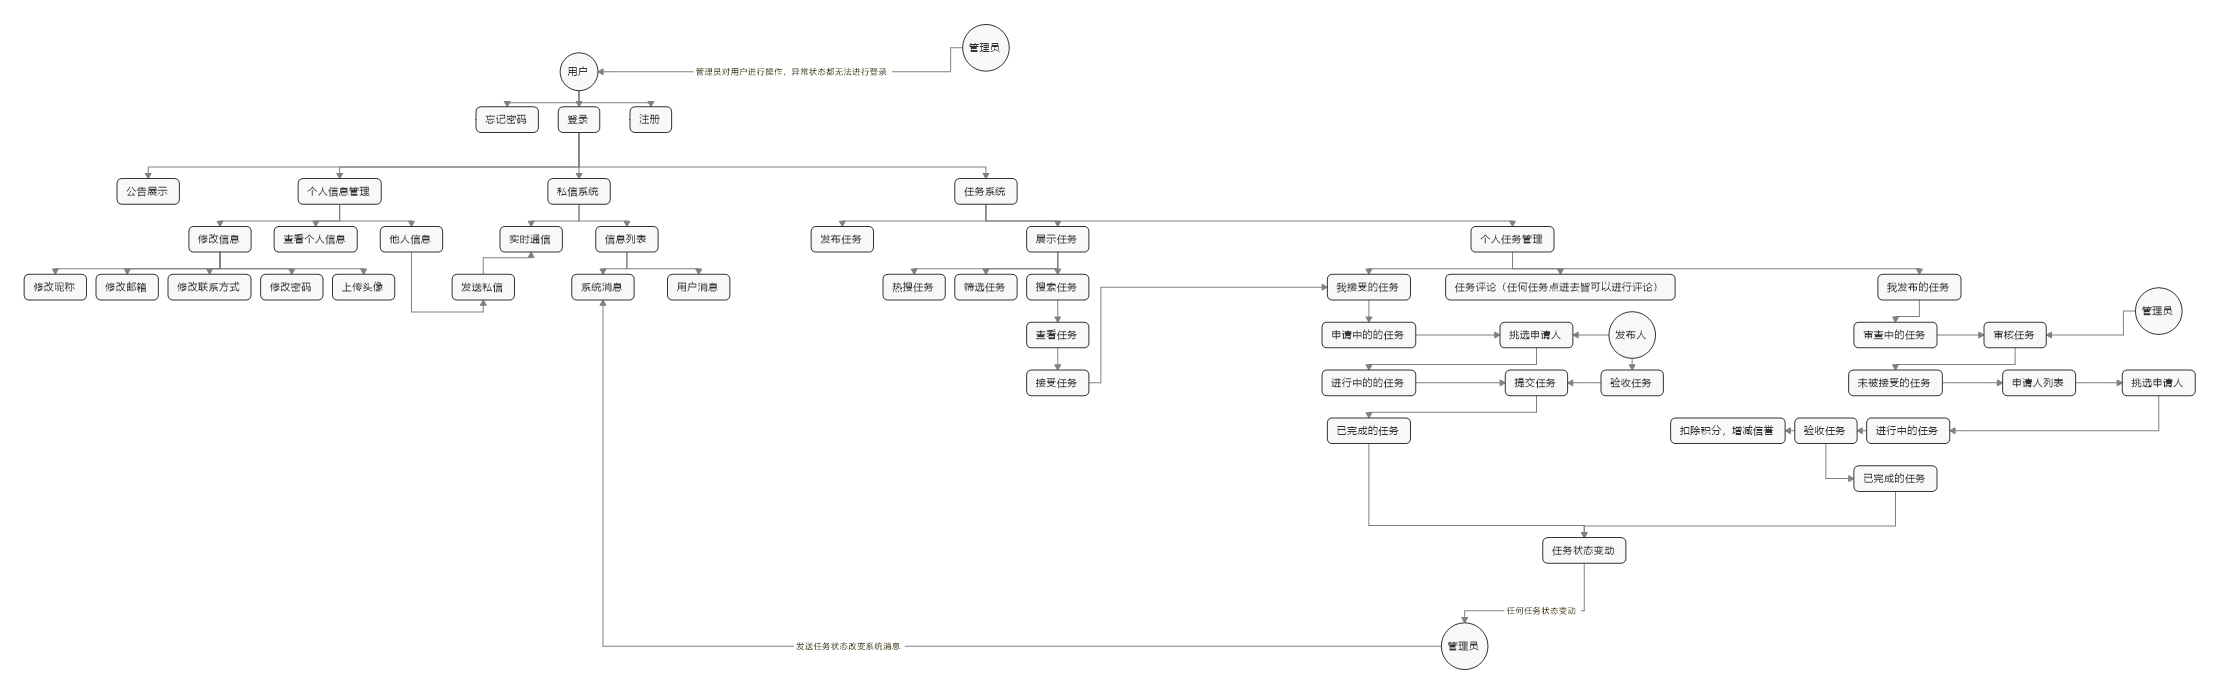 管理员
用户
管理员对用户进行操作，异常状态都无法进行登录
忘记密码
登录
注册
公告展示
个人信息管理
私信系统
任务系统
修改信息
查看个人信息
他人信息
实时通信
信息列表
发布任务
展示任务
个人任务管理
修改昵称
修改邮箱
修改联系方式
修改密码
上传头像
发送私信
系统消息
用户消息
热搜任务
筛选任务
搜索任务
我接受的任务
任务评论（任何任务点进去皆可以进行评论）
我发布的任务
管理员
查看任务
申请中的的任务
挑选申请人
发布人
审查中的任务
审核任务
接受任务
进行中的的任务
提交任务
验收任务
未被接受的任务
申请人列表
挑选申请人
已完成的任务
扣除积分，增减信誉
验收任务
进行中的任务
已完成的任务
任务状态变动
任何任务状态变动
发送任务状态改变系统消息
管理员